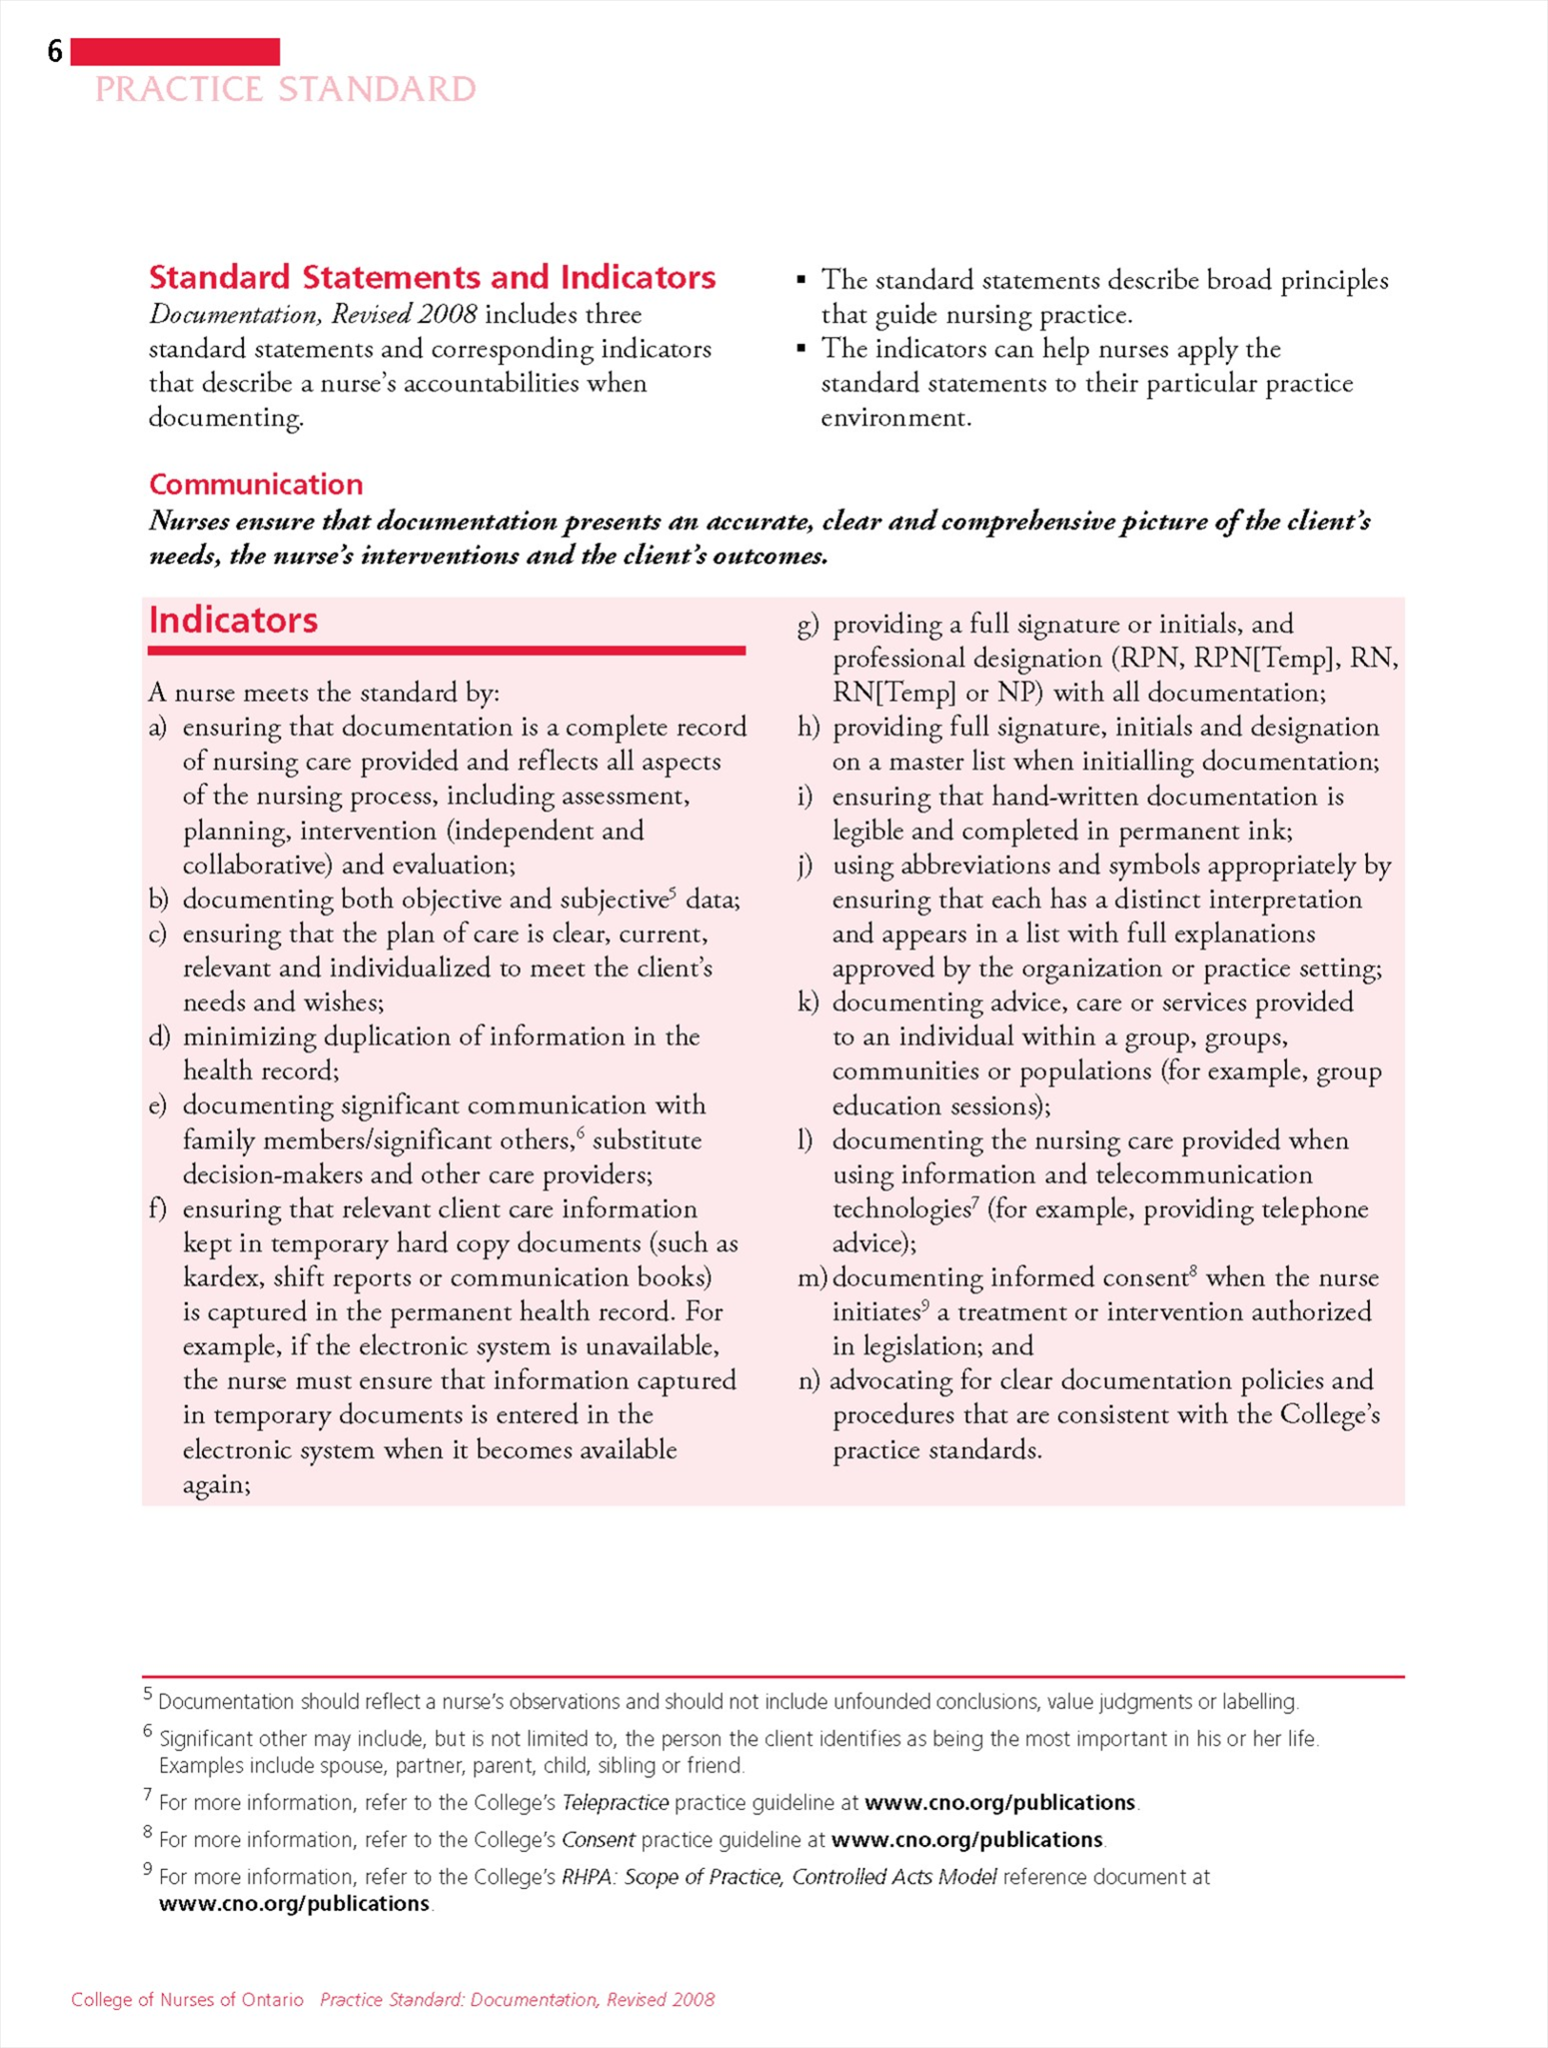 6
PRACTICE STANDARD
Standard Statements and Indicators
Documentation, Revised 2008 includes three
standard statements and corresponding indicators
that describe a nurse's accountabilities when
documenting.
▪ The standard statements describe broad principles
that guide nursing practice.
▪ The indicators can help nurses apply the
standard statements to their particular practice
environment.
Communication
Nurses ensure that documentation presents an accurate, clear and comprehensive picture of the client's
needs, the nurse's interventions and the client's outcomes.
Indicators
A nurse meets the standard by:
a) ensuring that documentation is a complete record
of nursing care provided and reflects all aspects
of the nursing process, including assessment,
planning, intervention (independent and
collaborative) and evaluation;
b) documenting both objective and subjective⁵ data;
c) ensuring that the plan of care is clear, current,
relevant and individualized to meet the client's
needs and wishes;
d) minimizing duplication of information in the
health record;
e) documenting significant communication with
family members/significant others,⁶ substitute
decision-makers and other care providers;
f) ensuring that relevant client care information
kept in temporary hard copy documents (such as
kardex, shift reports or communication books)
is captured in the permanent health record. For
example, if the electronic system is unavailable,
the nurse must ensure that information captured
in temporary documents is entered in the
electronic system when it becomes available
again;
g) providing a full signature or initials, and
professional designation (RPN, RPN[Temp], RN,
RN[Temp] or NP) with all documentation;
h) providing full signature, initials and designation
on a master list when initialling documentation;
i) ensuring that hand-written documentation is
legible and completed in permanent ink;
j) using abbreviations and symbols appropriately by
ensuring that each has a distinct interpretation
and appears in a list with full explanations
approved by the organization or practice setting;
k) documenting advice, care or services provided
to an individual within a group, groups,
communities or populations (for example, group
education sessions);
l) documenting the nursing care provided when
using information and telecommunication
technologies⁷ (for example, providing telephone
advice);
m) documenting informed consent⁸ when the nurse
initiates⁹ a treatment or intervention authorized
in legislation; and
n) advocating for clear documentation policies and
procedures that are consistent with the College's
practice standards.
⁵ Documentation should reflect a nurse's observations and should not include unfounded conclusions, value judgments or labelling.
⁶ Significant other may include, but is not limited to, the person the client identifies as being the most important in his or her life.
Examples include spouse, partner, parent, child, sibling or friend.
⁷ For more information, refer to the College's Telepractice practice guideline at www.cno.org/publications.
⁸ For more information, refer to the College's Consent practice guideline at www.cno.org/publications.
⁹ For more information, refer to the College's RHPA: Scope of Practice, Controlled Acts Model reference document at
www.cno.org/publications.
College of Nurses of Ontario Practice Standard: Documentation, Revised 2008